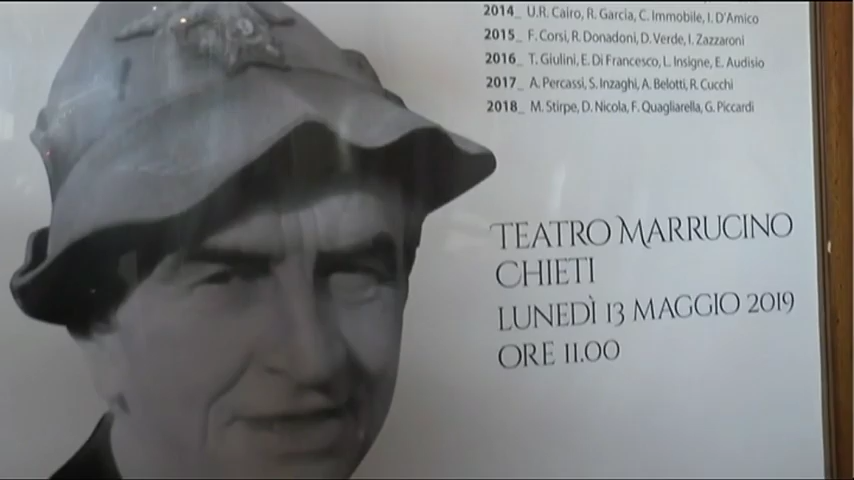 2014_ U.R. Cairo, R. Garcia, C. Immobile, I. D'Amico
2015_ F. Corsi, R. Donadoni, D. Verde, I. Zazzaroni
2016_ T. Giulini, E. Di Francesco, L. Insigne, E. Audisio
2017_ A. Percassi, S. Inzaghi, A. Belotti, R. Cucchi
2018_ M. Stirpe, D. Nicola, F. Quagliarella, G. Piccardi
TEATRO MARRUCINO
CHIETI
LUNEDÌ 13 MAGGIO 2019
ORE 11.00